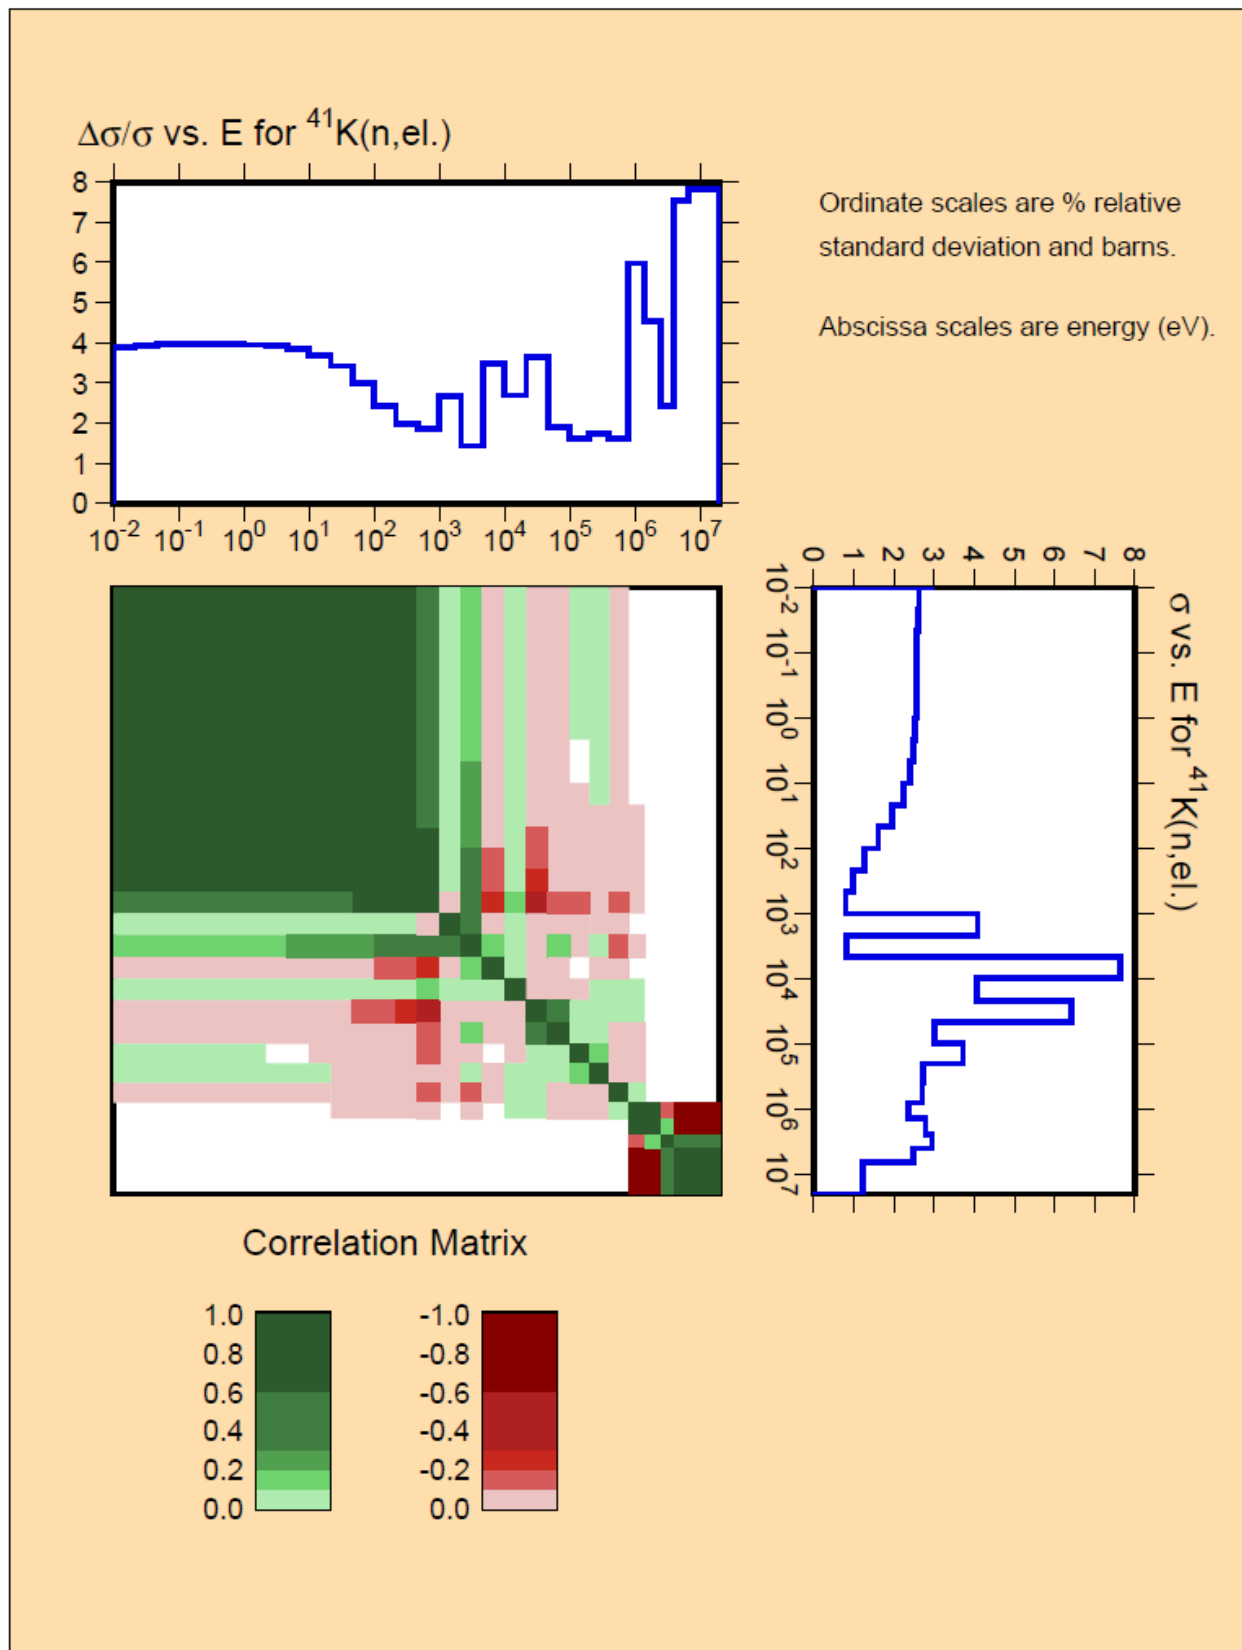 Δσ/σ vs. E for ⁴¹K(n,el.)
8
7
6
5
4
3
2
1
0
10⁻² 10⁻¹ 10⁰ 10¹ 10² 10³ 10⁴ 10⁵ 10⁶ 10⁷
Ordinate scales are % relative
standard deviation and barns.
Abscissa scales are energy (eV).
0 1 2 3 4 5 6 7 8
10⁻² 10⁻¹ 10⁰ 10¹ 10² 10³ 10⁴ 10⁵ 10⁶ 10⁷
σ vs. E for ⁴¹K(n,el.)
Correlation Matrix
1.0
0.8
0.6
0.4
0.2
0.0
-1.0
-0.8
-0.6
-0.4
-0.2
0.0